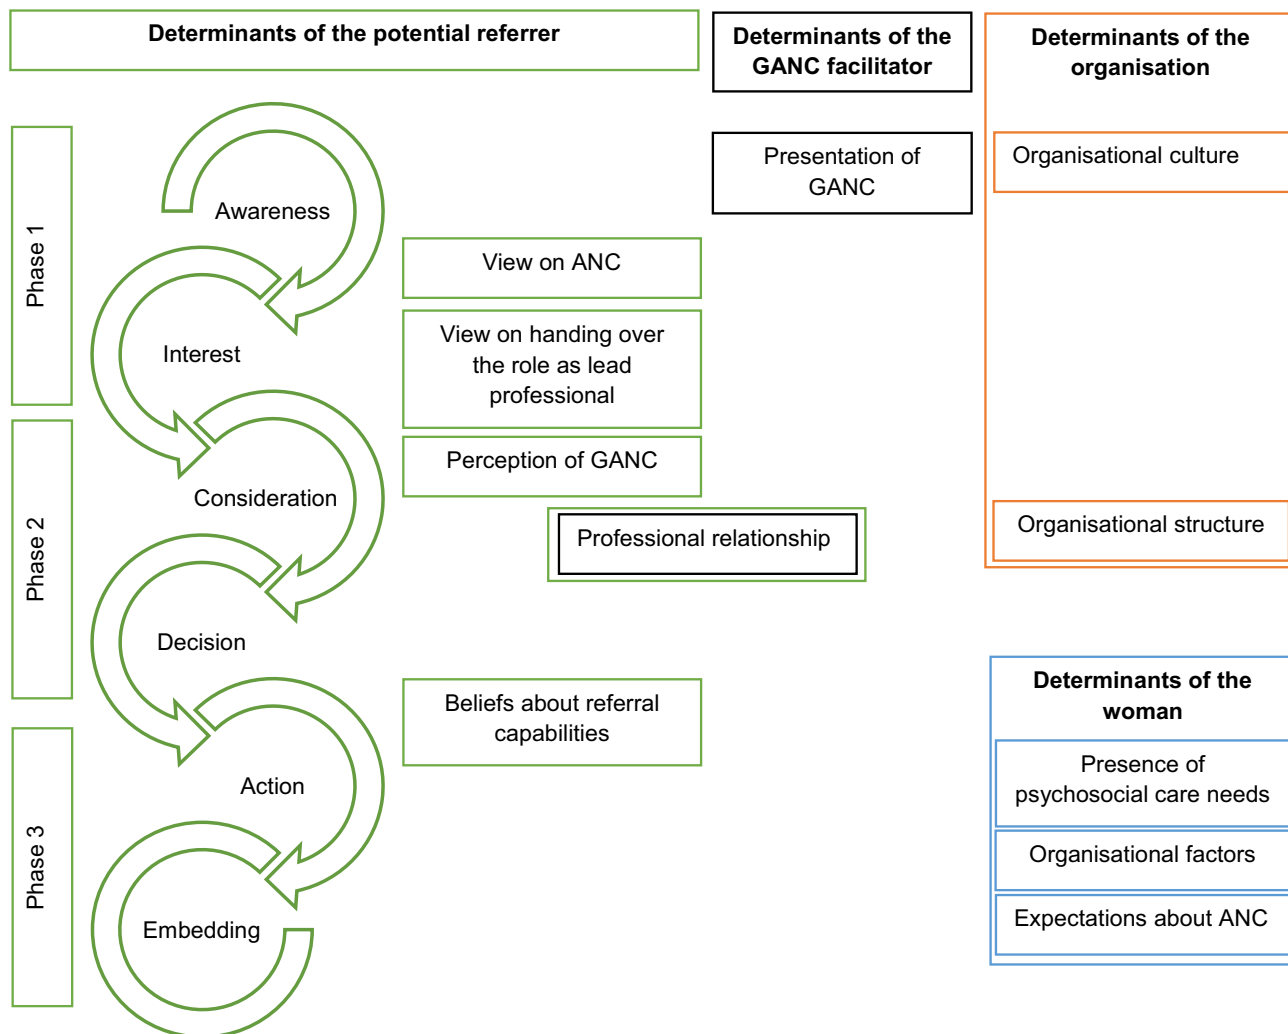 Determinants of the potential referrer
Determinants of the
GANC facilitator
Determinants of the
organisation
Phase 1
Awareness
Presentation of
GANC
Organisational culture
View on ANC
Interest
View on handing over
the role as lead
professional
Phase 2
Perception of GANC
Consideration
Professional relationship
Organisational structure
Decision
Determinants of the
woman
Beliefs about referral
capabilities
Phase 3
Action
Presence of
psychosocial care needs
Organisational factors
Embedding
Expectations about ANC